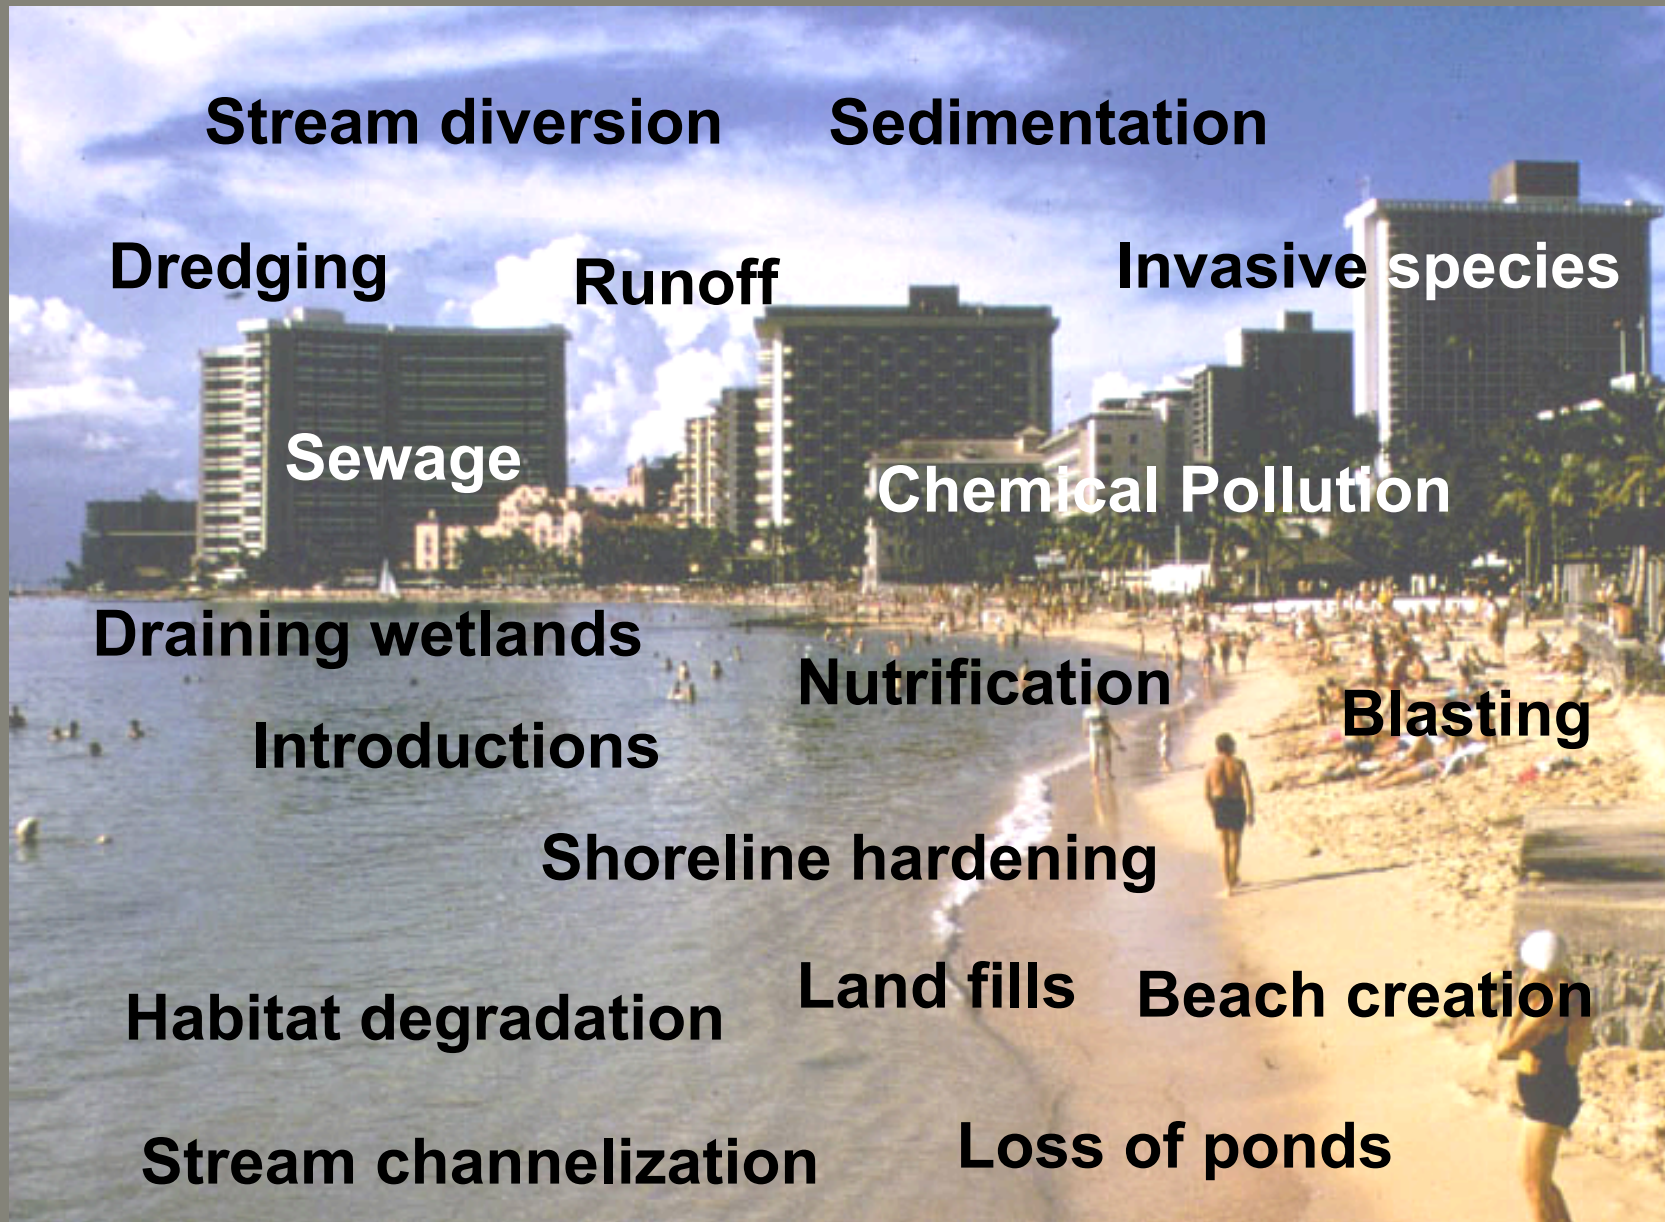 Stream diversion
Sedimentation
Dredging
Runoff
Invasive species
Sewage
Chemical Pollution
Draining wetlands
Nutrification
Blasting
Introductions
Shoreline hardening
Land fills
Beach creation
Habitat degradation
Stream channelization
Loss of ponds